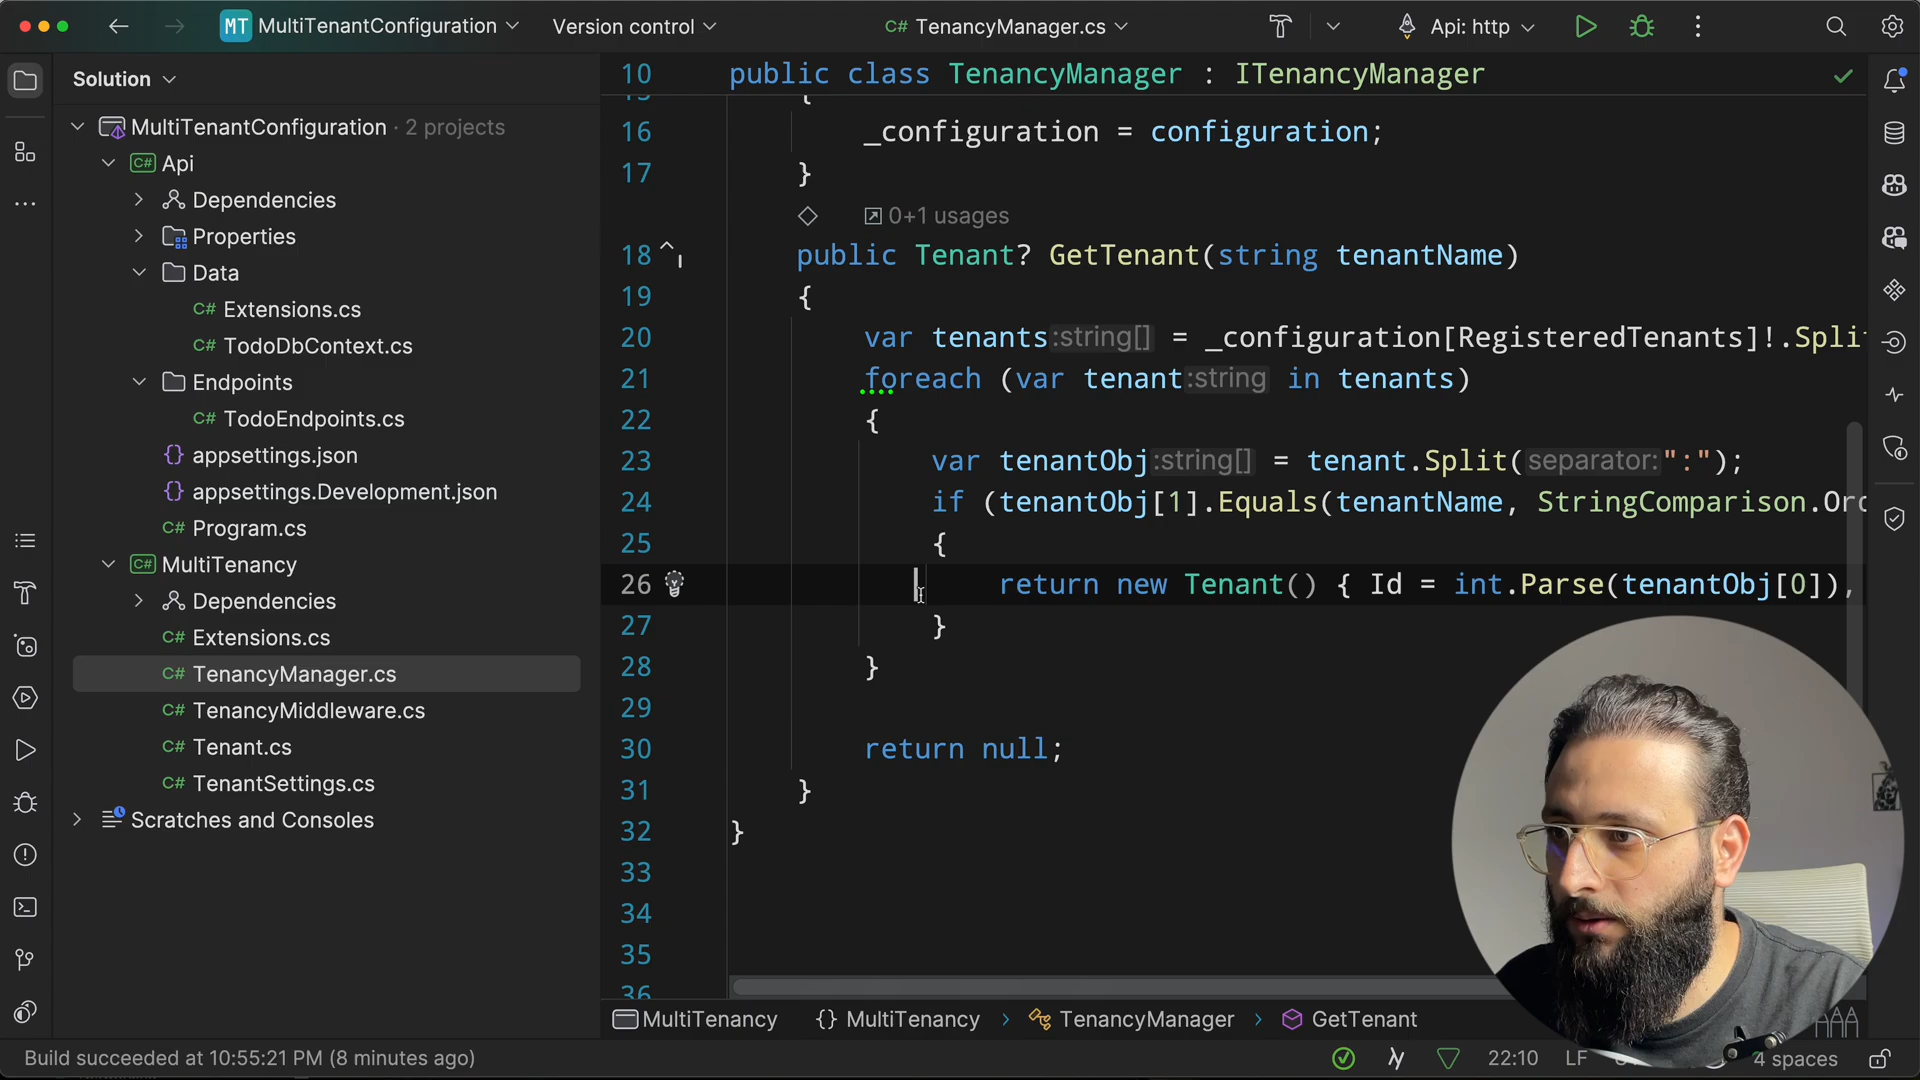 MT MultiTenantConfiguration
Version control
C# TenancyManager.cs
Api: http
Solution
MultiTenantConfiguration · 2 projects
C# Api
Dependencies
Properties
Data
C# Extensions.cs
C# TodoDbContext.cs
Endpoints
C# TodoEndpoints.cs
{} appsettings.json
{} appsettings.Development.json
C# Program.cs
C# MultiTenancy
Dependencies
C# Extensions.cs
C# TenancyManager.cs
C# TenancyMiddleware.cs
C# Tenant.cs
C# TenantSettings.cs
Scratches and Consoles
10 public class TenancyManager : ITenancyManager
{
16 _configuration = configuration;
17 }
0+1 usages
18 public Tenant? GetTenant(string tenantName)
19 {
20 var tenants :string[] = _configuration[RegisteredTenants]!.Split
21 foreach (var tenant :string in tenants)
22 {
23 var tenantObj :string[] = tenant.Split( separator: ":");
24 if (tenantObj[1].Equals(tenantName, StringComparison.Ord
25 {
26 return new Tenant() { Id = int.Parse(tenantObj[0]),
27 }
28 }
29
30 return null;
31 }
32 }
33
34
35
36
MultiTenancy {} MultiTenancy › TenancyManager › GetTenant
Build succeeded at 10:55:21 PM (8 minutes ago)
22:10 LF
4 spaces